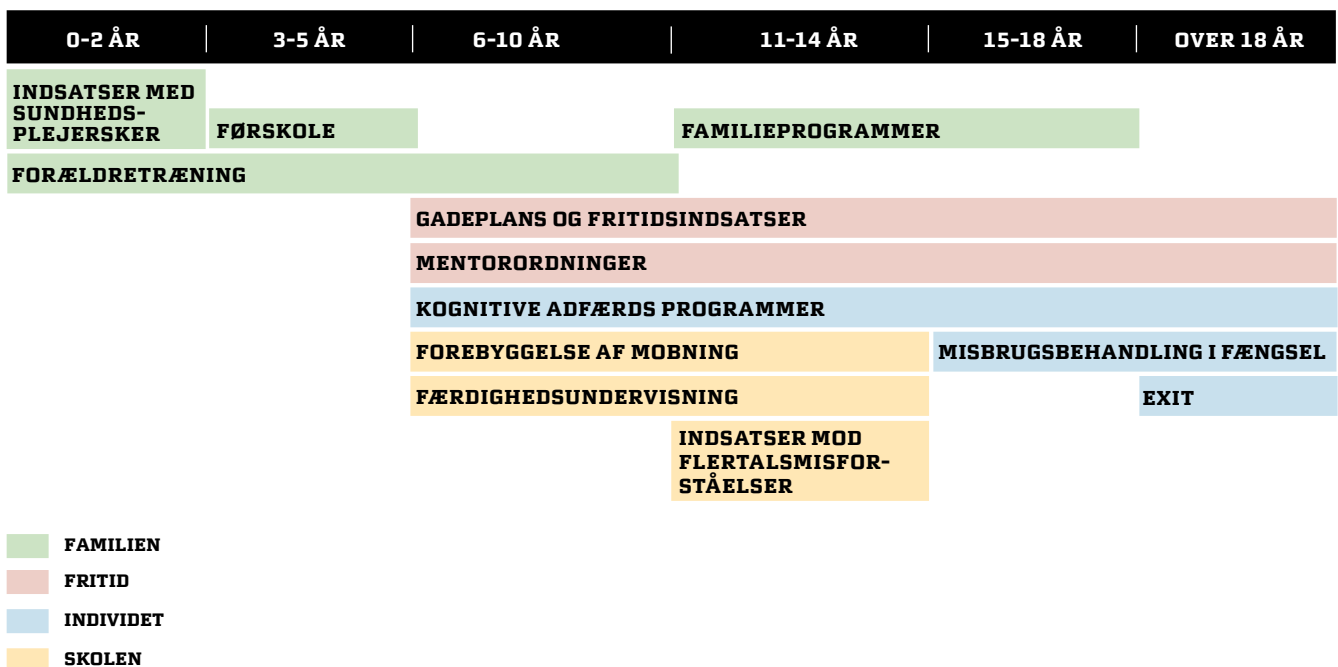 0-2 ÅR 3-5 ÅR 6-10 ÅR 11-14 ÅR 15-18 ÅR OVER 18 ÅR
INDSATSER MED
SUNDHEDS-
PLEJERSKER
FØRSKOLE
FAMILIEPROGRAMMER
FORÆLDRETRÆNING
GADEPLANS OG FRITIDSINDSATSER
MENTORORDNINGER
KOGNITIVE ADFÆRDS PROGRAMMER
FOREBYGGELSE AF MOBNING
MISBRUGSBEHANDLING I FÆNGSEL
FÆRDIGHEDSUNDERVISNING
EXIT
INDSATSER MOD
FLERTALSMISFOR-
STÅELSER
FAMILIEN
FRITID
INDIVIDET
SKOLEN